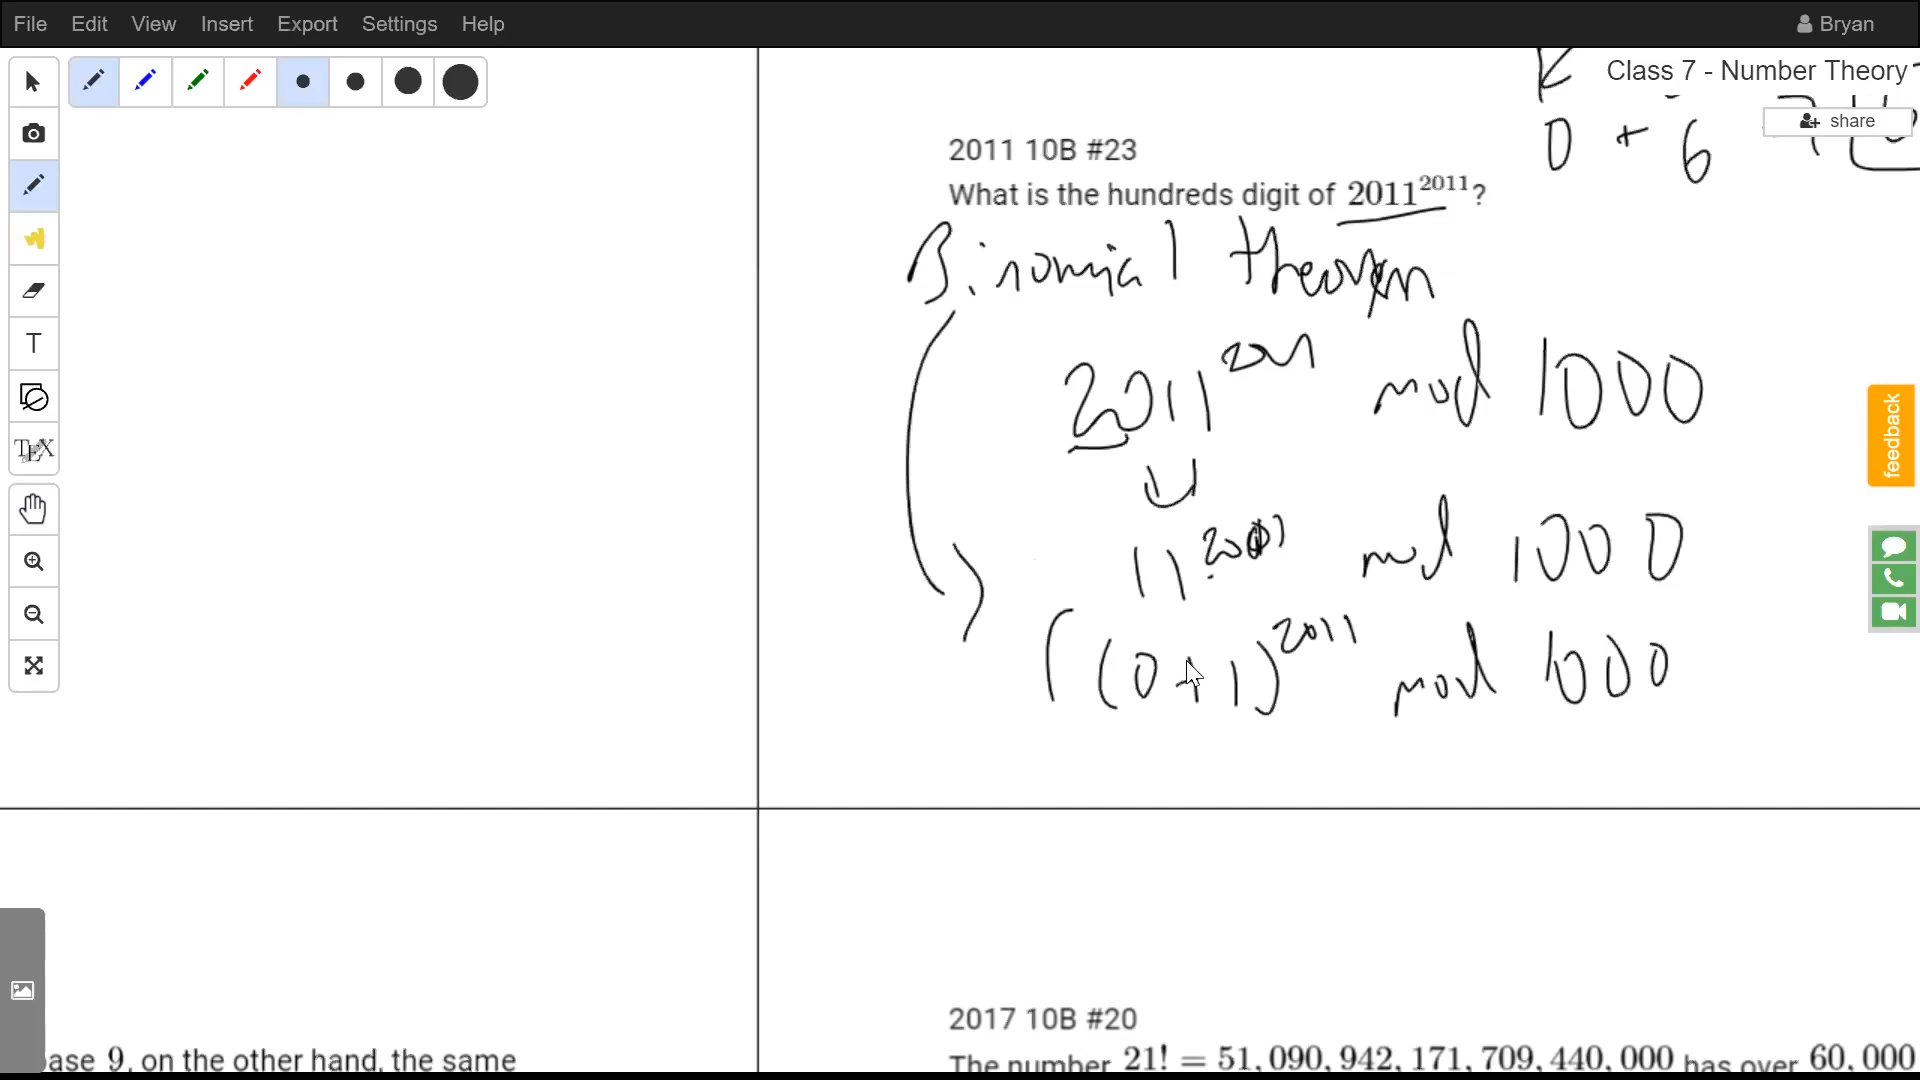 File Edit View Insert Export Settings Help Bryan
Class 7 - Number Theory
share
0 + 6
2011 10B #23
What is the hundreds digit of 2011^2011?
Binomial theorem
2011^2011 mod 1000
11^2011 mod 1000
(10+1)^2011 mod 1000
T
TEX
feedback
2017 10B #20
base 9, on the other hand, the same
The number 21! = 51,090,942,171,709,440,000 has over 60,000